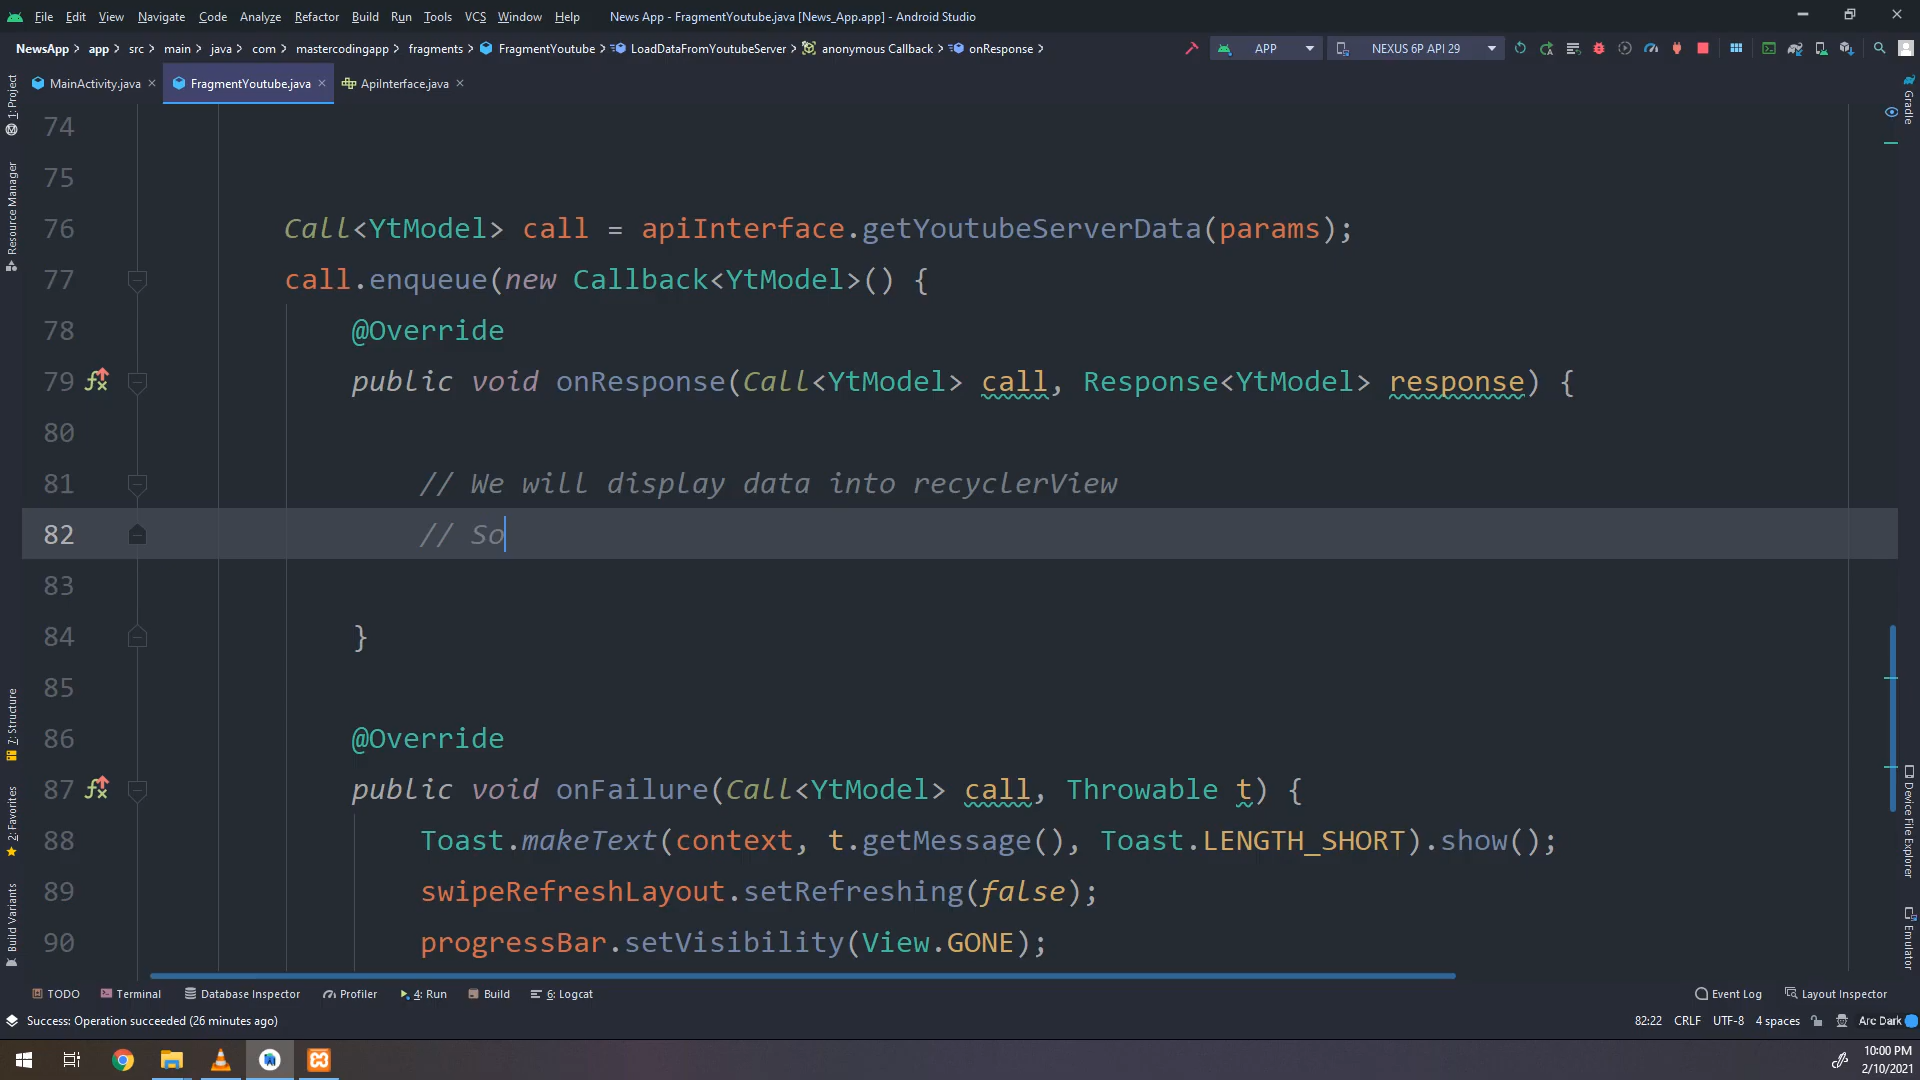 File Edit View Navigate Code Analyze Refactor Build Run Tools VCS Window Help News App - FragmentYoutube.java [News_App.app] - Android Studio
NewsApp app src main java com mastercodingapp fragments FragmentYoutube LoadDataFromYoutubeServer anonymous Callback onResponse APP NEXUS 6P API 29
MainActivity.java FragmentYoutube.java ApiInterface.java
1: Project
Resource Manager
7: Structure
2: Favorites
Build Variants
74
75
76 Call<YtModel> call = apiInterface.getYoutubeServerData(params);
77 call.enqueue(new Callback<YtModel>() {
78 @Override
79 public void onResponse(Call<YtModel> call, Response<YtModel> response) {
80
81 // We will display data into recyclerView
82 // So
83
84 }
85
86 @Override
87 public void onFailure(Call<YtModel> call, Throwable t) {
88 Toast.makeText(context, t.getMessage(), Toast.LENGTH_SHORT).show();
89 swipeRefreshLayout.setRefreshing(false);
90 progressBar.setVisibility(View.GONE);
Gradle
Device File Explorer
Emulator
TODO Terminal Database Inspector Profiler 4: Run Build 6: Logcat Event Log Layout Inspector
Success: Operation succeeded (26 minutes ago) 82:22 CRLF UTF-8 4 spaces Arc Dark
10:00 PM
2/10/2021